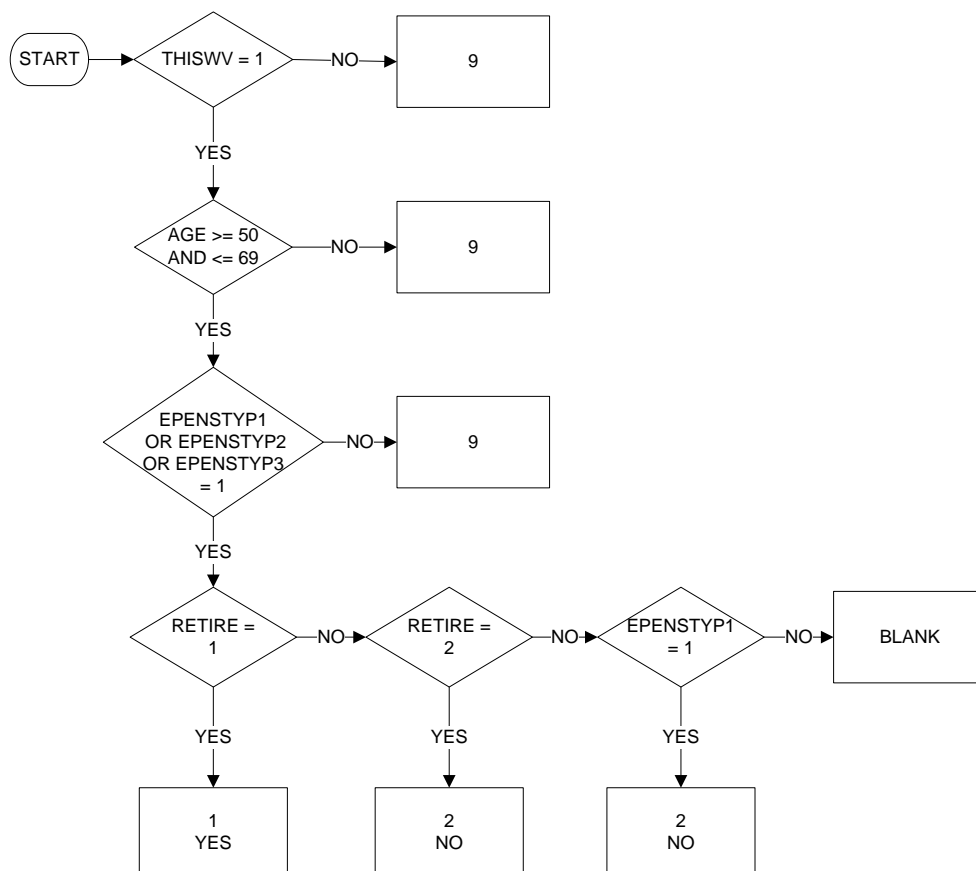 START
THISWV = 1
NO
9
YES
AGE >= 50
AND <= 69
NO
9
YES
EPENSTYP1
OR EPENSTYP2
OR EPENSTYP3
= 1
NO
9
YES
RETIRE =
1
NO
RETIRE =
2
NO
EPENSTYP1
= 1
NO
BLANK
YES
YES
YES
1
YES
2
NO
2
NO